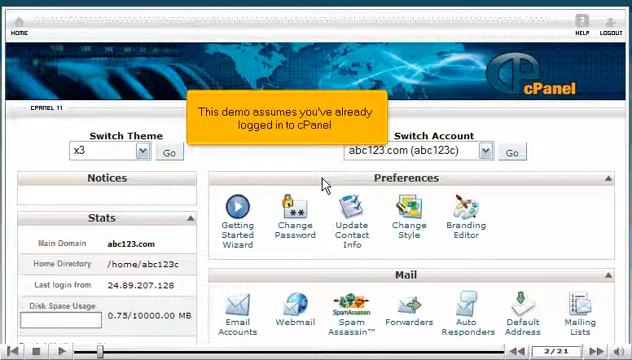 HOME
HELP
LOGOUT
cPanel
CPANEL 11
This demo assumes you've already
logged in to cPanel
Switch Theme
x3
Go
Switch Account
abc123.com (abc123c)
Go
Notices
Stats
Main Domain abc123.com
Home Directory /home/abc123c
Last login from 24.89.207.128
Disk Space Usage
0.75/10000.00 MB
Preferences
Getting
Started
Wizard
Change
Password
Update
Contact
Info
Change
Style
Branding
Editor
Mail
Email
Accounts
Webmail
SpamAssassin
Spam
Assassin™
Forwarders
Auto
Responders
Default
Address
Mailing
Lists
2/21